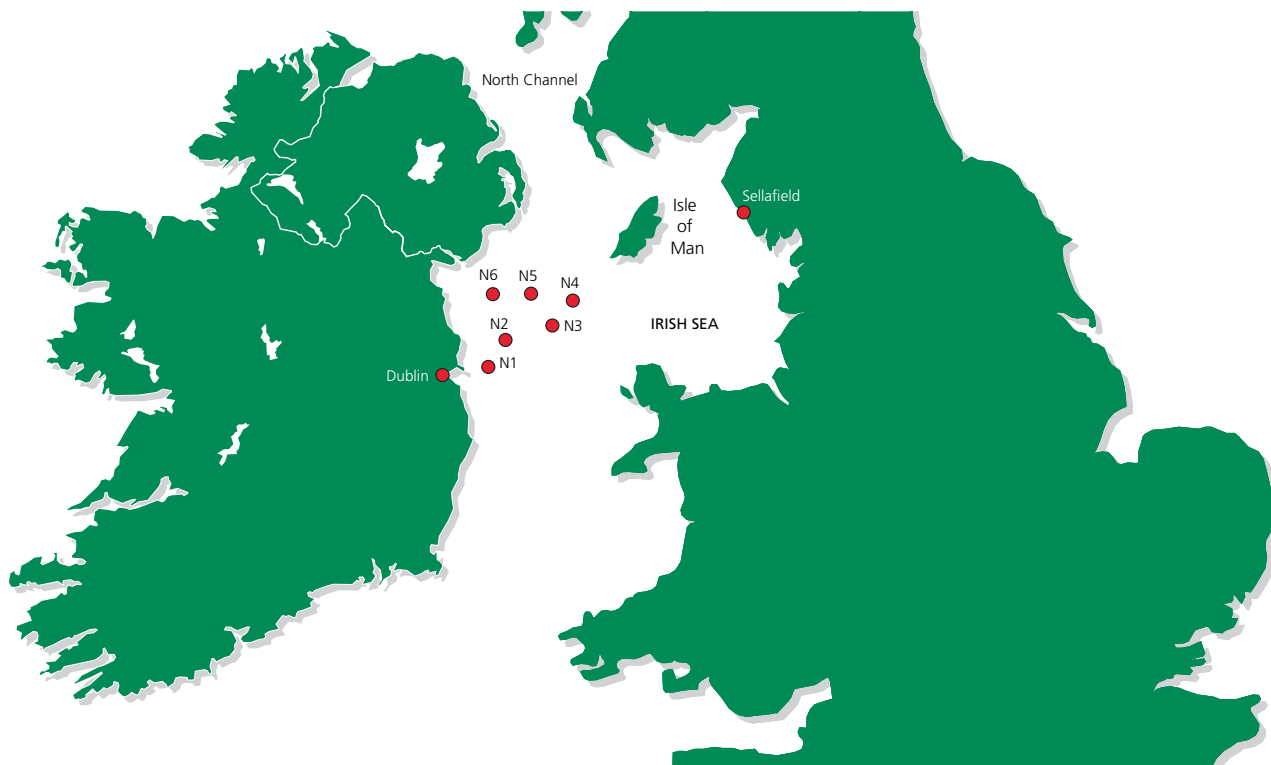 North Channel
Sellafield
Isle
of
Man
N6
N5
N4
N2
N3
IRISH SEA
N1
Dublin